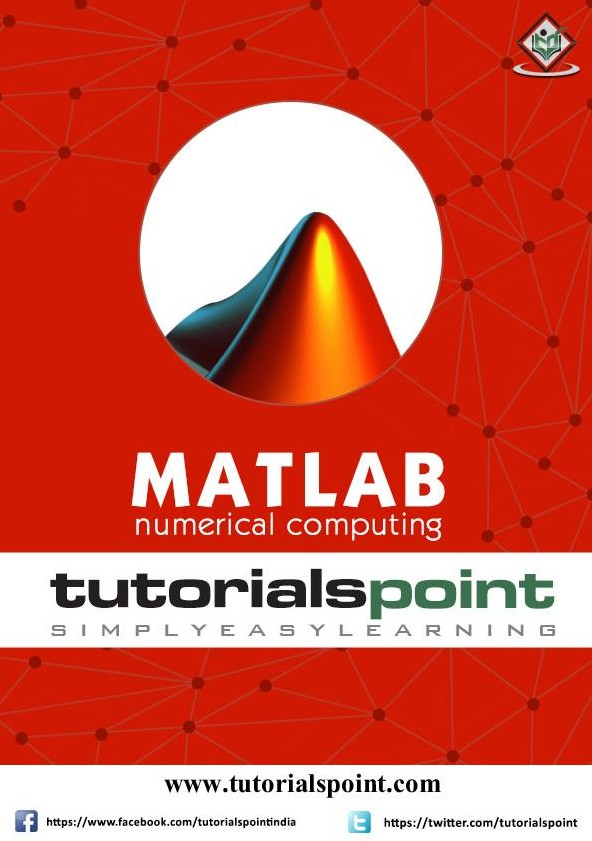 MATLAB
numerical computing
tutorialspoint
SIMPLYEASYLEARNING
www.tutorialspoint.com
https://www.facebook.com/tutorialspointindia
https://twitter.com/tutorialspoint